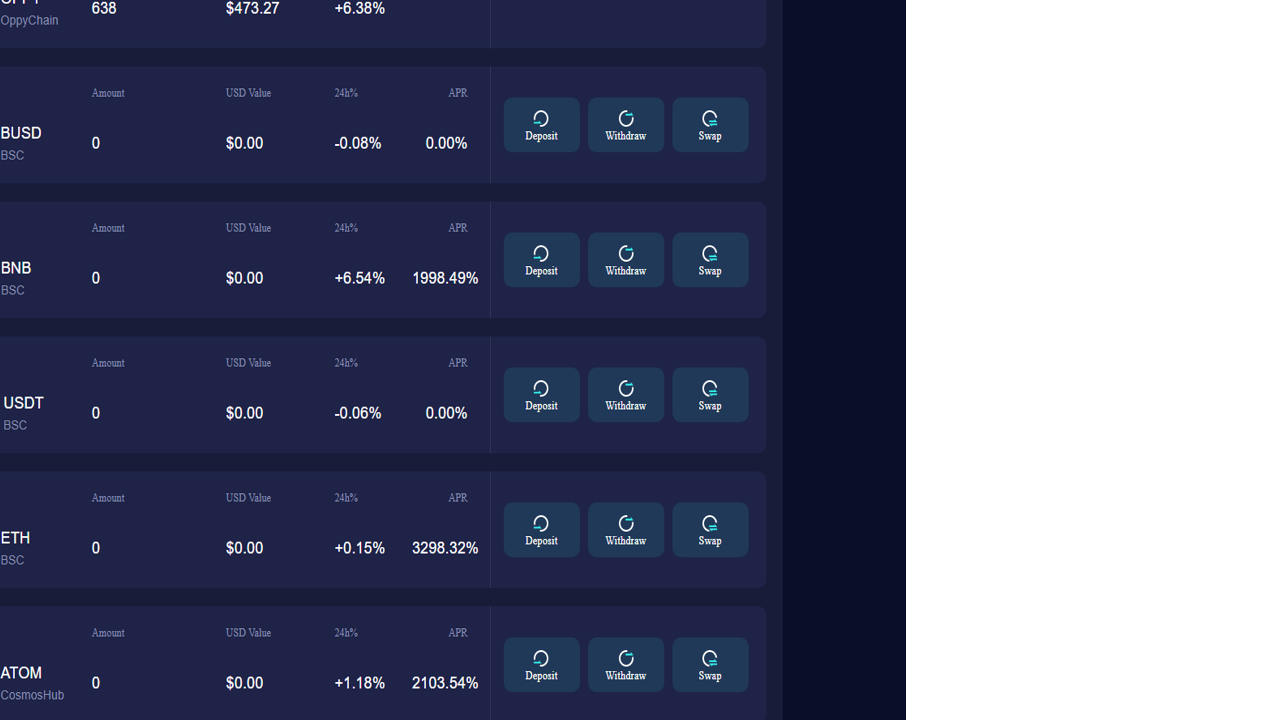 638 $473.27 +6.38%
OppyChain
Amount USD Value 24h% APR
BUSD 0 $0.00 -0.08% 0.00%
BSC
Deposit Withdraw Swap
Amount USD Value 24h% APR
BNB 0 $0.00 +6.54% 1998.49%
BSC
Deposit Withdraw Swap
Amount USD Value 24h% APR
USDT 0 $0.00 -0.06% 0.00%
BSC
Deposit Withdraw Swap
Amount USD Value 24h% APR
ETH 0 $0.00 +0.15% 3298.32%
BSC
Deposit Withdraw Swap
Amount USD Value 24h% APR
ATOM 0 $0.00 +1.18% 2103.54%
CosmosHub
Deposit Withdraw Swap